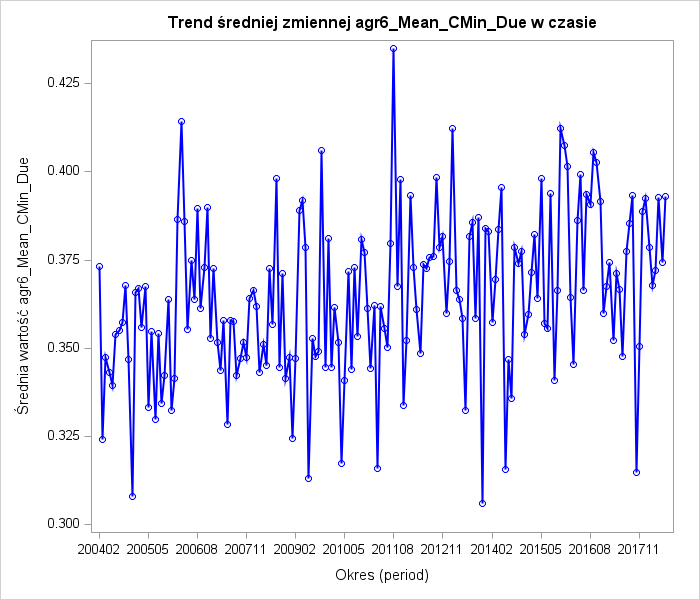 Trend średniej zmiennej agr6_Mean_CMin_Due w czasie
Średnia wartość agr6_Mean_CMin_Due
0.425
0.400
0.375
0.350
0.325
0.300
200402 200505 200608 200711 200902 201005 201108 201211 201402 201505 201608 201711
Okres (period)